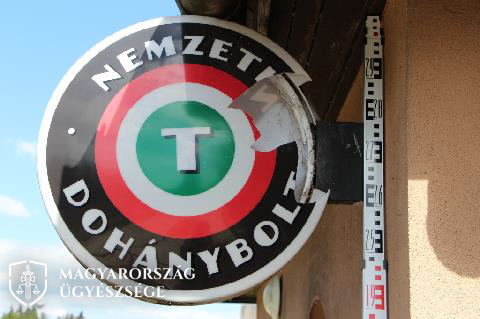 NEMZETI
T
DOHÁNYBOLT
MAGYARORSZÁG
ÜGYÉSZSÉGE